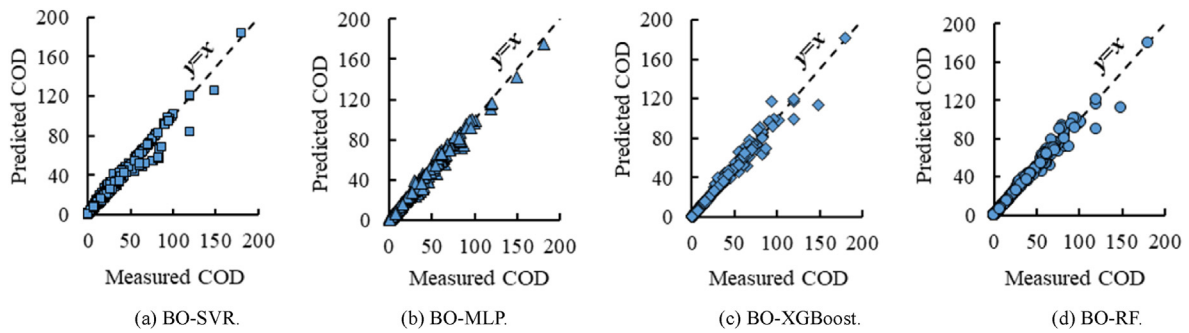 200
160
120
80
40
0
Predicted COD
y=x
0 50 100 150 200
Measured COD
(a) BO-SVR.
200
160
120
80
40
0
Predicted COD
y=x
0 50 100 150 200
Measured COD
(b) BO-MLP.
200
160
120
80
40
0
Predicted COD
y=x
0 50 100 150 200
Measured COD
(c) BO-XGBoost.
200
160
120
80
40
0
Predicted COD
y=x
0 50 100 150 200
Measured COD
(d) BO-RF.